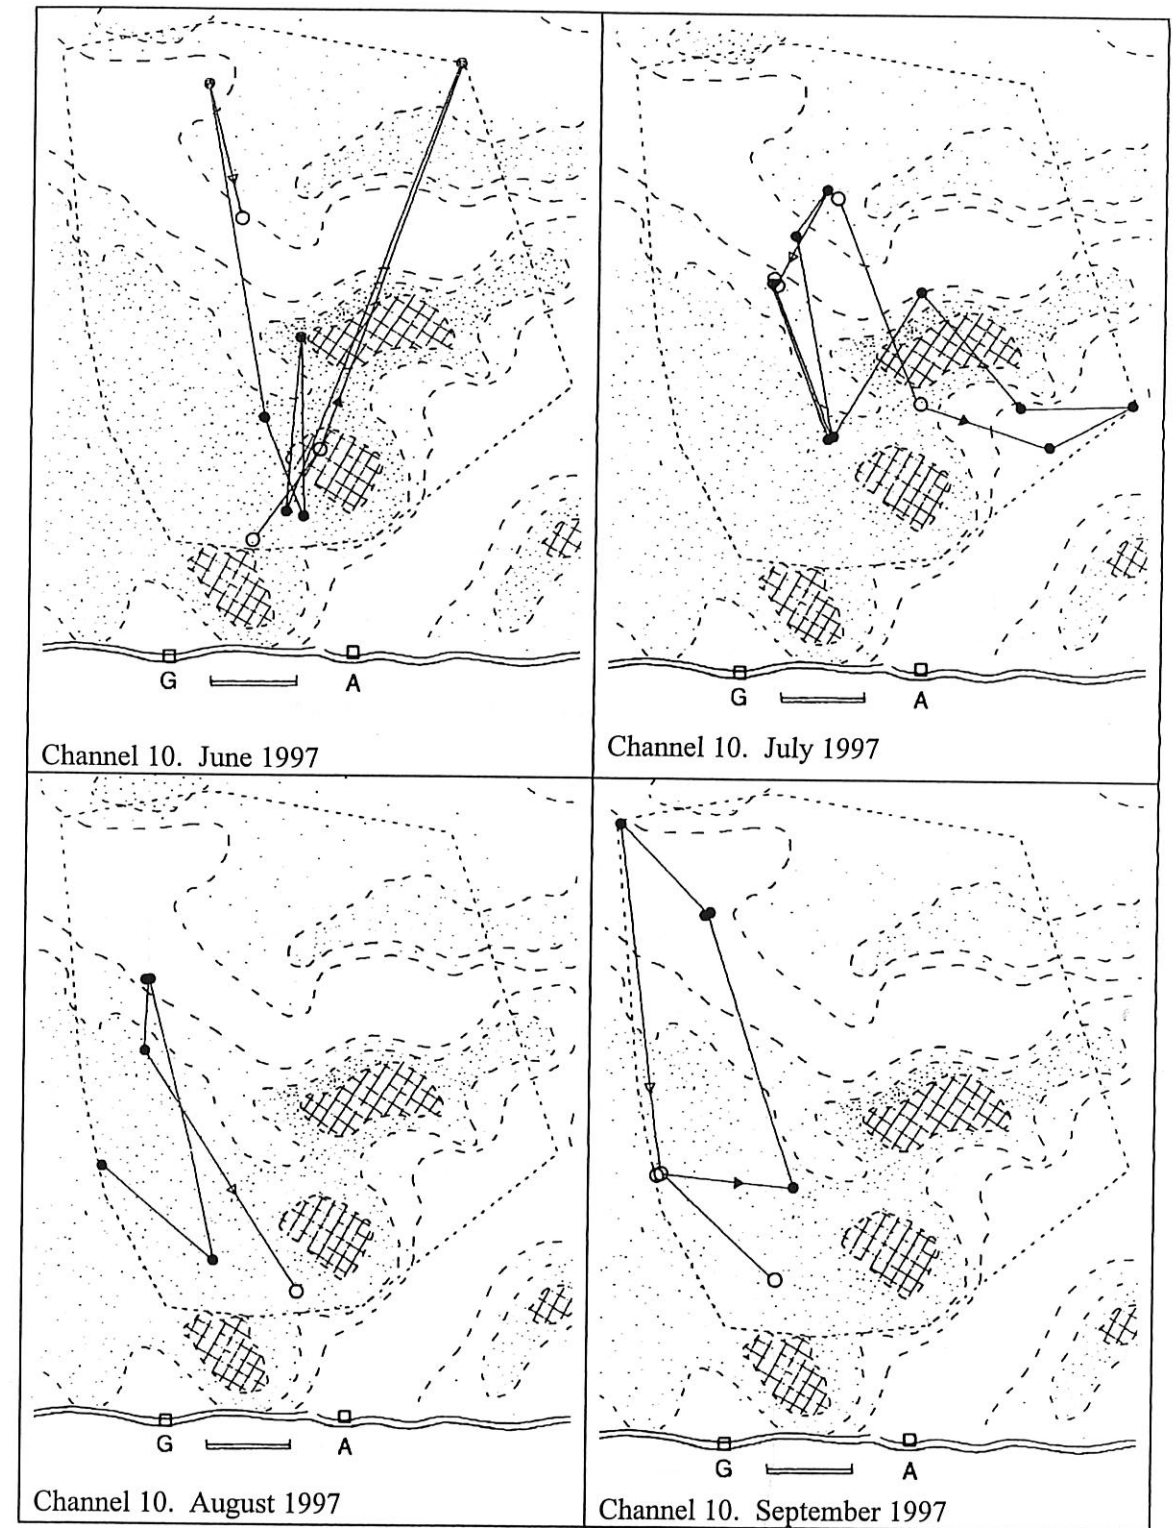 G A
Channel 10. June 1997
G A
Channel 10. July 1997
G A
Channel 10. August 1997
G A
Channel 10. September 1997